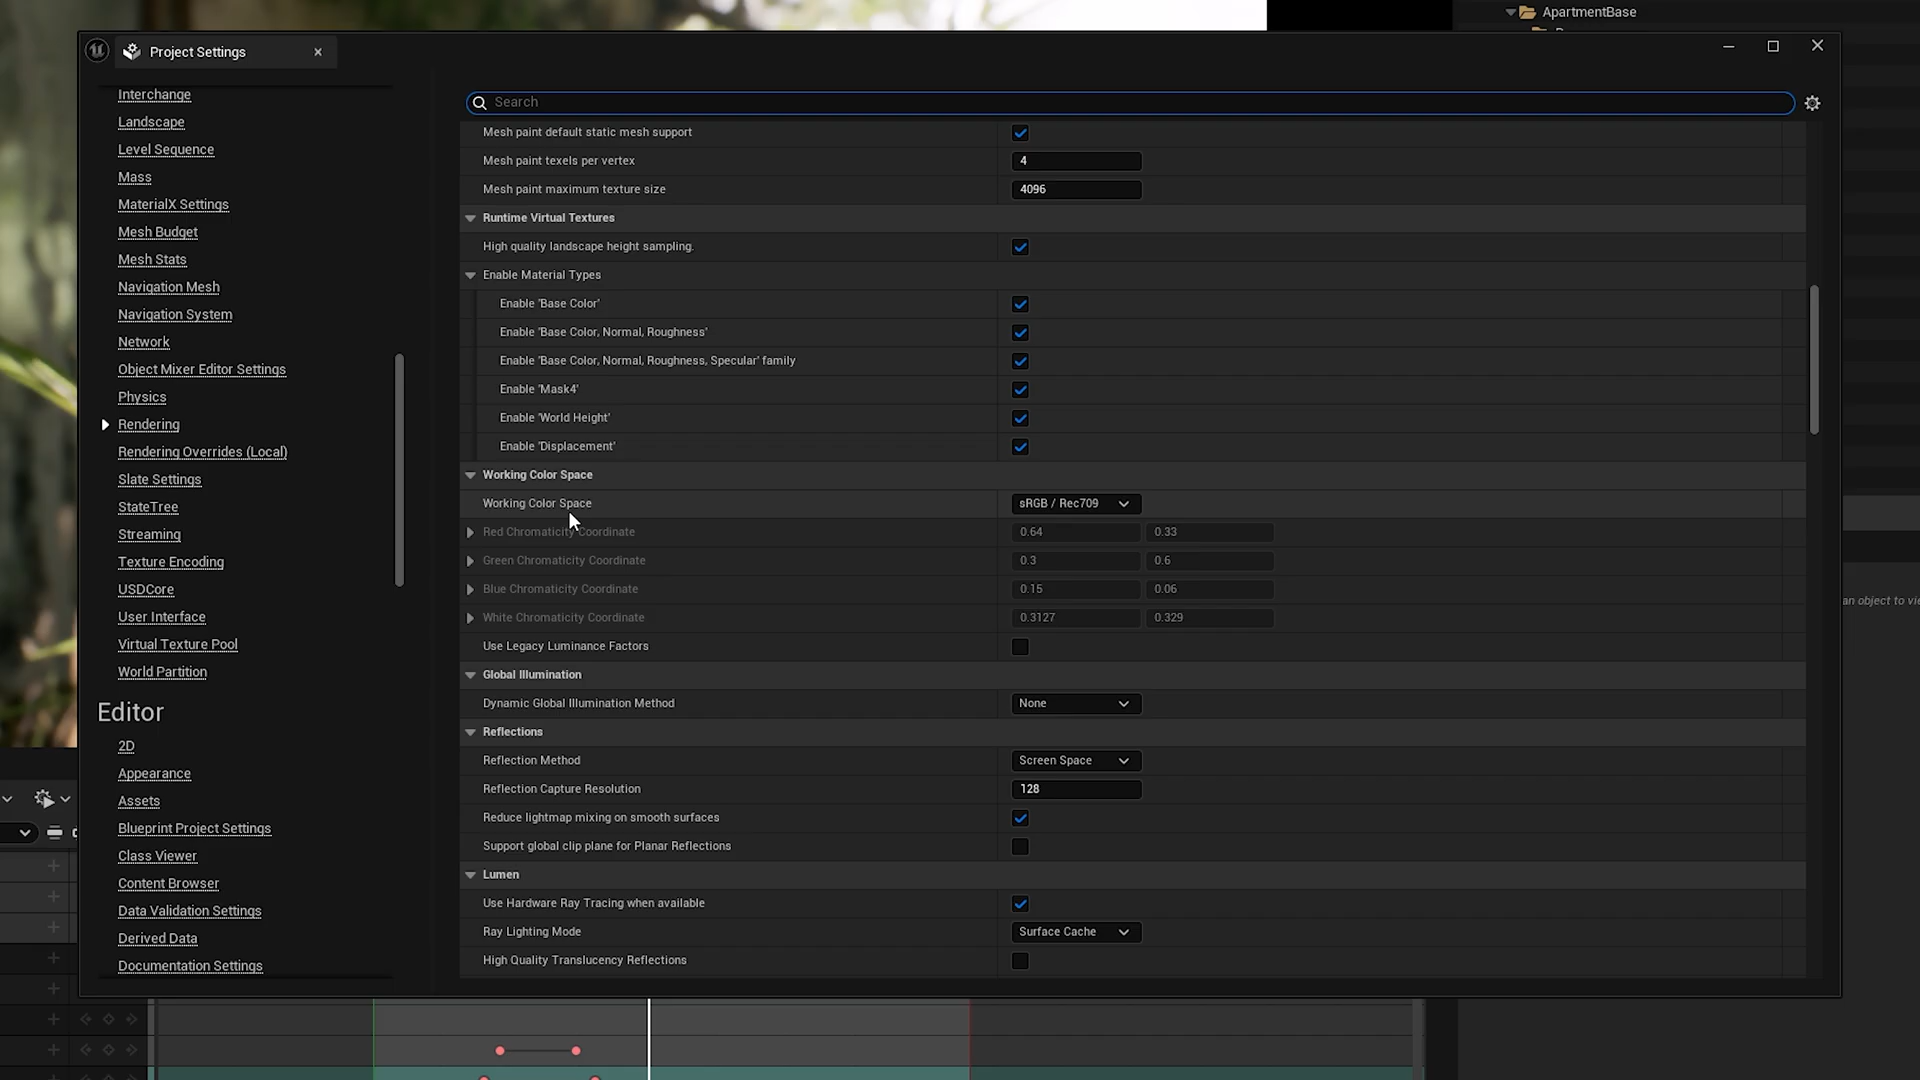 ApartmentBase
Project Settings
Interchange
Landscape
Level Sequence
Mass
MaterialX Settings
Mesh Budget
Mesh Stats
Navigation Mesh
Navigation System
Network
Object Mixer Editor Settings
Physics
Rendering
Rendering Overrides (Local)
Slate Settings
StateTree
Streaming
Texture Encoding
USDCore
User Interface
Virtual Texture Pool
World Partition
Editor
2D
Appearance
Assets
Blueprint Project Settings
Class Viewer
Content Browser
Data Validation Settings
Derived Data
Documentation Settings
Search
Mesh paint default static mesh support
Mesh paint texels per vertex 4
Mesh paint maximum texture size 4096
Runtime Virtual Textures
High quality landscape height sampling.
Enable Material Types
Enable 'Base Color'
Enable 'Base Color, Normal, Roughness'
Enable 'Base Color, Normal, Roughness, Specular' family
Enable 'Mask4'
Enable 'World Height'
Enable 'Displacement'
Working Color Space
Working Color Space sRGB / Rec709
Red Chromaticity Coordinate 0.64 0.33
Green Chromaticity Coordinate 0.3 0.6
Blue Chromaticity Coordinate 0.15 0.06
White Chromaticity Coordinate 0.3127 0.329
Use Legacy Luminance Factors
Global Illumination
Dynamic Global Illumination Method None
Reflections
Reflection Method Screen Space
Reflection Capture Resolution 128
Reduce lightmap mixing on smooth surfaces
Support global clip plane for Planar Reflections
Lumen
Use Hardware Ray Tracing when available
Ray Lighting Mode Surface Cache
High Quality Translucency Reflections
an object to vie